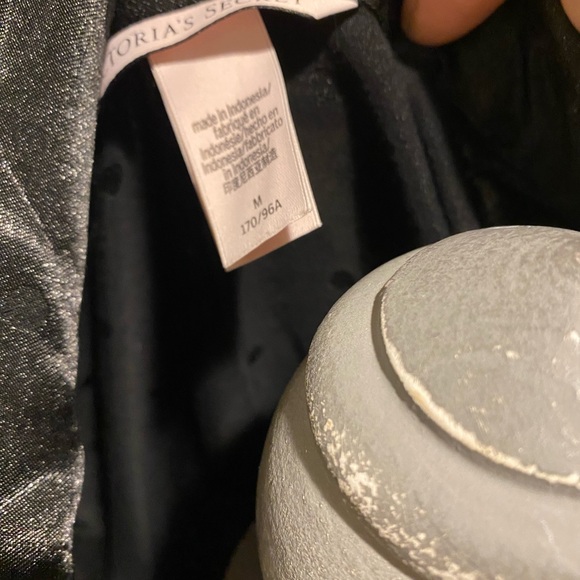 TORIA'S SECRET
made in Indonesia/
fabriqué en
Indonésie/hecho en
Indonesia/fabricato
in Indonesia/
印度尼西亚制造
M
170/96A